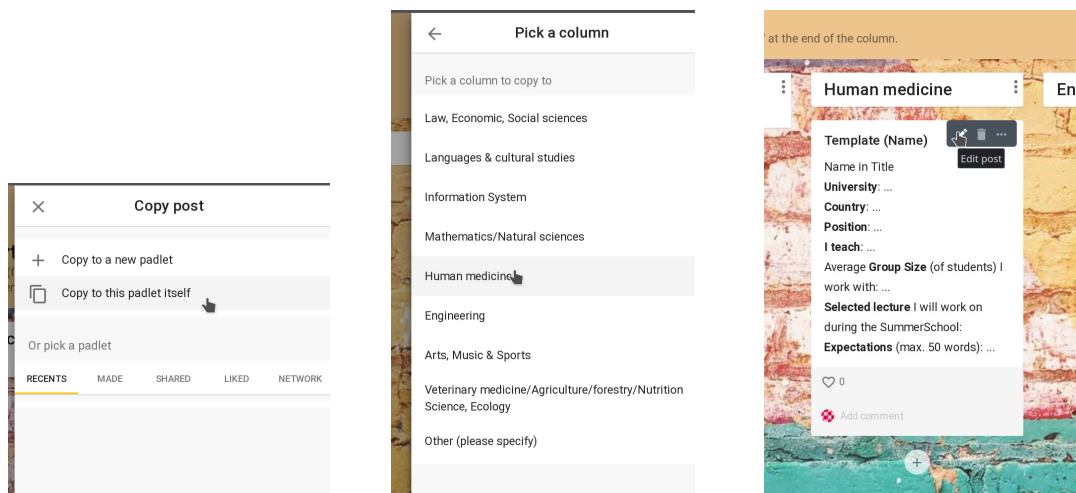 Copy post
Copy to a new padlet
Copy to this padlet itself
Or pick a padlet
RECENTS MADE SHARED LIKED NETWORK
Pick a column
Pick a column to copy to
Law, Economic, Social sciences
Languages & cultural studies
Information System
Mathematics/Natural sciences
Human medicine
Engineering
Arts, Music & Sports
Veterinary medicine/Agriculture/forestry/Nutrition
Science, Ecology
Other (please specify)
at the end of the column.
Human medicine
En
Template (Name)
Edit post
Name in Title
University: ...
Country: ...
Position: ...
I teach: ...
Average Group Size (of students) I
work with: ...
Selected lecture I will work on
during the SummerSchool:
Expectations (max. 50 words): ...
0
Add comment